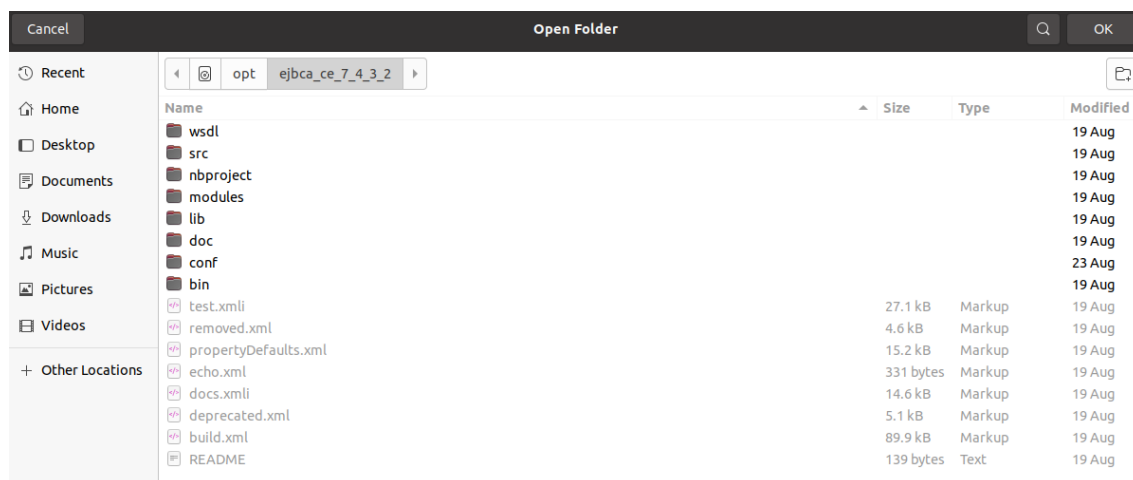 Cancel Open Folder OK
Recent opt ejbca_ce_7_4_3_2
Home Name Size Type Modified
wsdl 19 Aug
Desktop src 19 Aug
nbproject 19 Aug
Documents modules 19 Aug
Downloads lib 19 Aug
doc 19 Aug
Music conf 23 Aug
Pictures bin 19 Aug
test.xmli 27.1 kB Markup 19 Aug
Videos removed.xml 4.6 kB Markup 19 Aug
propertyDefaults.xml 15.2 kB Markup 19 Aug
Other Locations echo.xml 331 bytes Markup 19 Aug
docs.xmli 14.6 kB Markup 19 Aug
deprecated.xml 5.1 kB Markup 19 Aug
build.xml 89.9 kB Markup 19 Aug
README 139 bytes Text 19 Aug